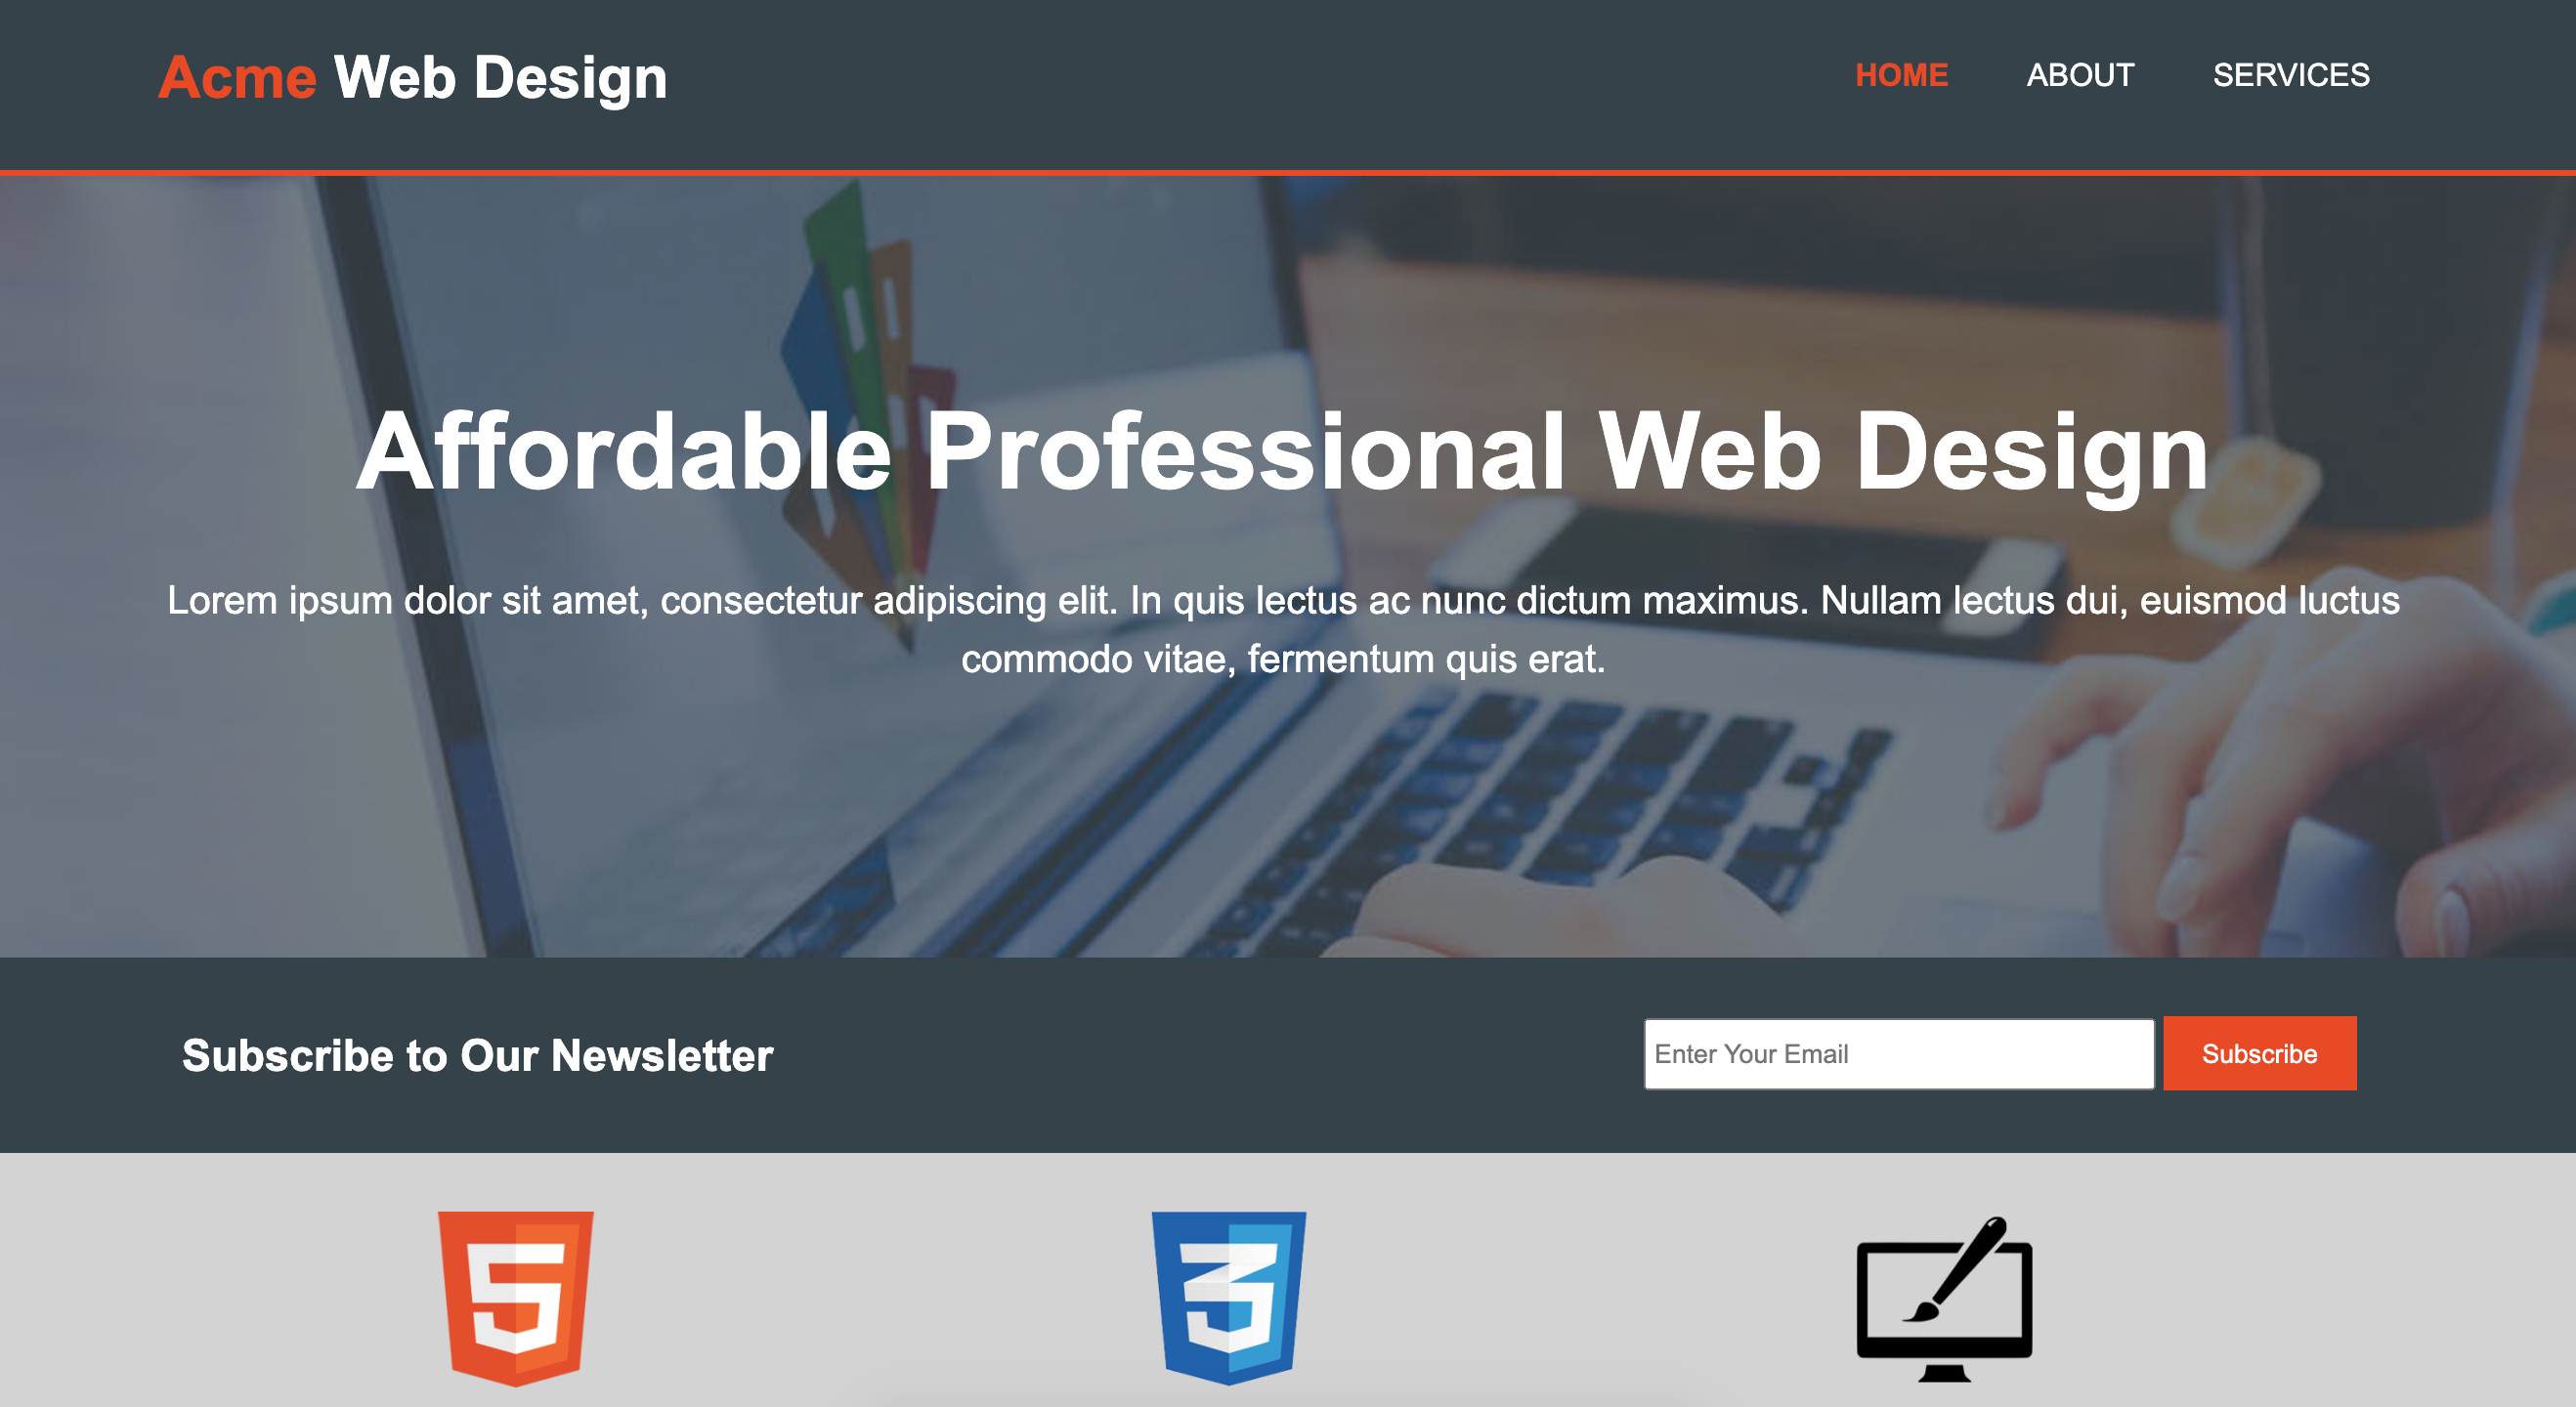 Acme Web Design
HOME ABOUT SERVICES
Affordable Professional Web Design
Lorem ipsum dolor sit amet, consectetur adipiscing elit. In quis lectus ac nunc dictum maximus. Nullam lectus dui, euismod luctus
commodo vitae, fermentum quis erat.
Subscribe to Our Newsletter
Enter Your Email
Subscribe
5
3